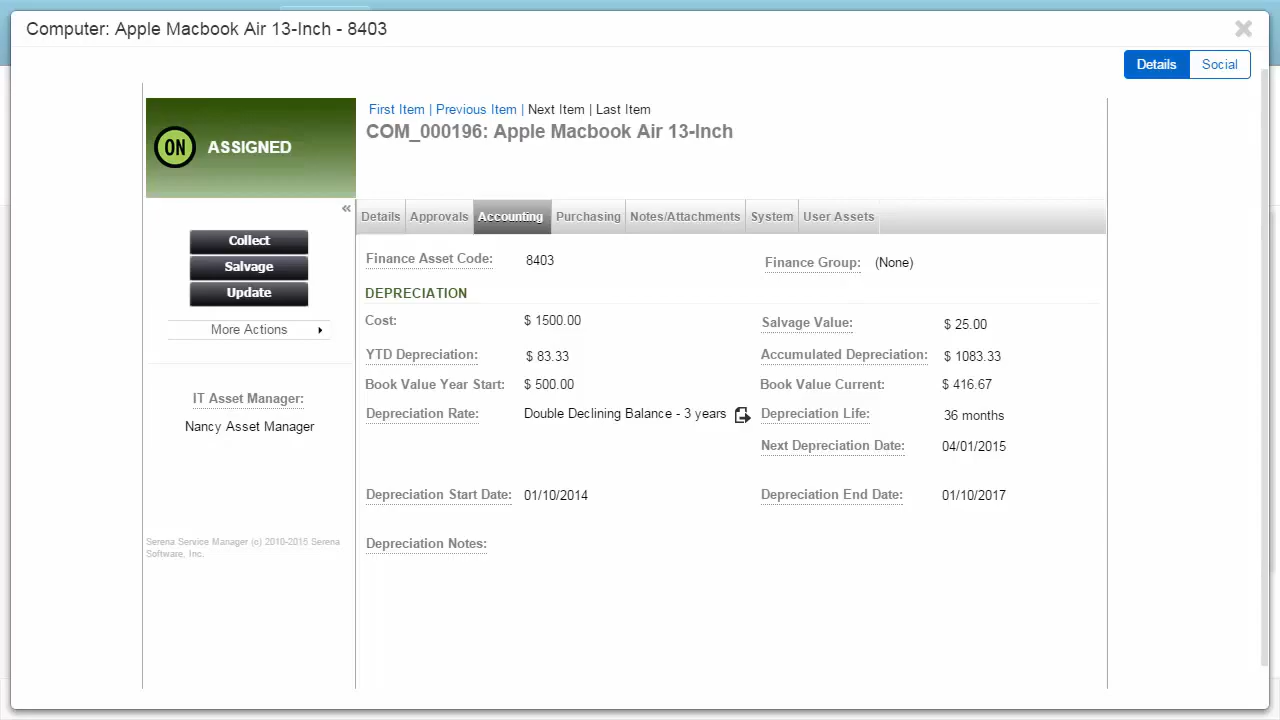 Computer: Apple Macbook Air 13-Inch - 8403
Details Social
First Item | Previous Item | Next Item | Last Item
COM_000196: Apple Macbook Air 13-Inch
ON ASSIGNED
«
Details Approvals Accounting Purchasing Notes/Attachments System User Assets
Collect
Salvage
Update
More Actions
IT Asset Manager:
Nancy Asset Manager
Serena Service Manager (c) 2010-2015 Serena
Software, Inc.
Finance Asset Code: 8403 Finance Group: (None)
DEPRECIATION
Cost: $ 1500.00 Salvage Value: $ 25.00
YTD Depreciation: $ 83.33 Accumulated Depreciation: $ 1083.33
Book Value Year Start: $ 500.00 Book Value Current: $ 416.67
Depreciation Rate: Double Declining Balance - 3 years Depreciation Life: 36 months
Next Depreciation Date: 04/01/2015
Depreciation Start Date: 01/10/2014 Depreciation End Date: 01/10/2017
Depreciation Notes: